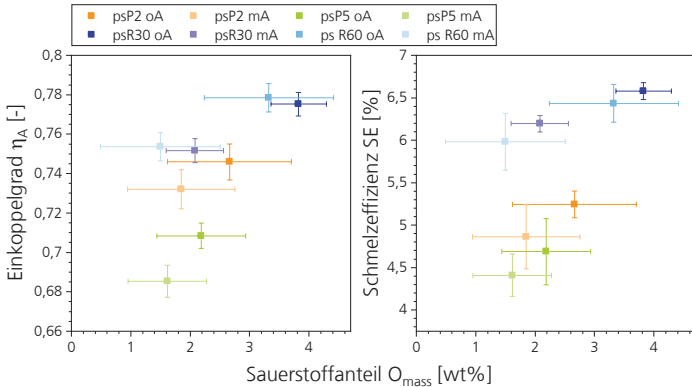 psP2 oA psP2 mA psP5 oA psP5 mA
psR30 oA psR30 mA ps R60 oA ps R60 mA
Einkoppelgrad ηA [-]
0,8
0,78
0,76
0,74
0,72
0,7
0,68
0,66
0 1 2 3 4
Schmelzeffizienz SE [%]
7
6,5
6
5,5
5
4,5
4
0 1 2 3 4
Sauerstoffanteil Omass [wt%]